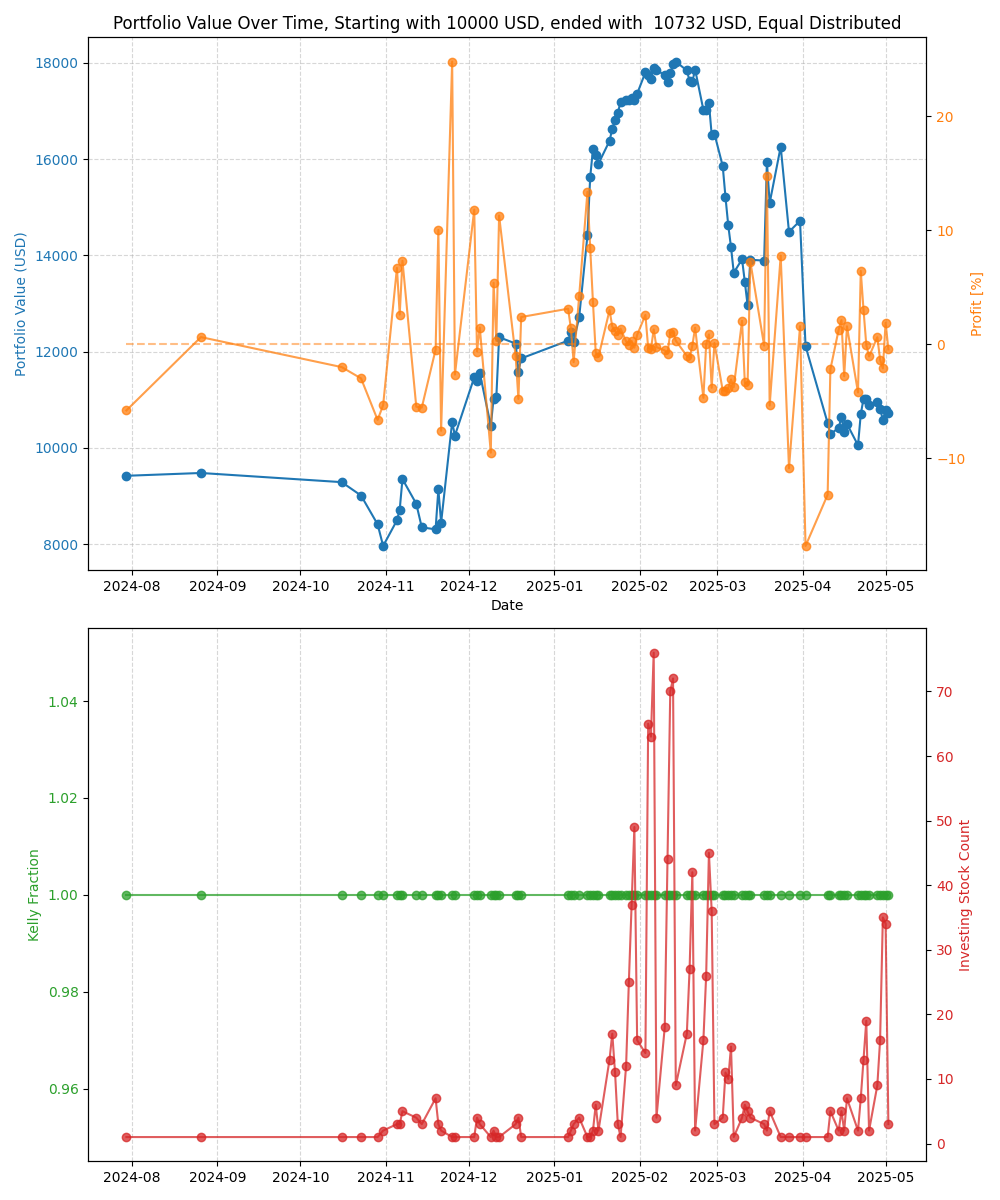 Portfolio Value Over Time, Starting with 10000 USD, ended with  10732 USD, Equal Distributed
Portfolio Value (USD)
18000
16000
14000
12000
10000
8000
20
10
0
−10
Profit [%]
2024-08 2024-09 2024-10 2024-11 2024-12 2025-01 2025-02 2025-03 2025-04 2025-05
Date
Kelly Fraction
1.04
1.02
1.00
0.98
0.96
70
60
50
40
30
20
10
0
Investing Stock Count
2024-08 2024-09 2024-10 2024-11 2024-12 2025-01 2025-02 2025-03 2025-04 2025-05